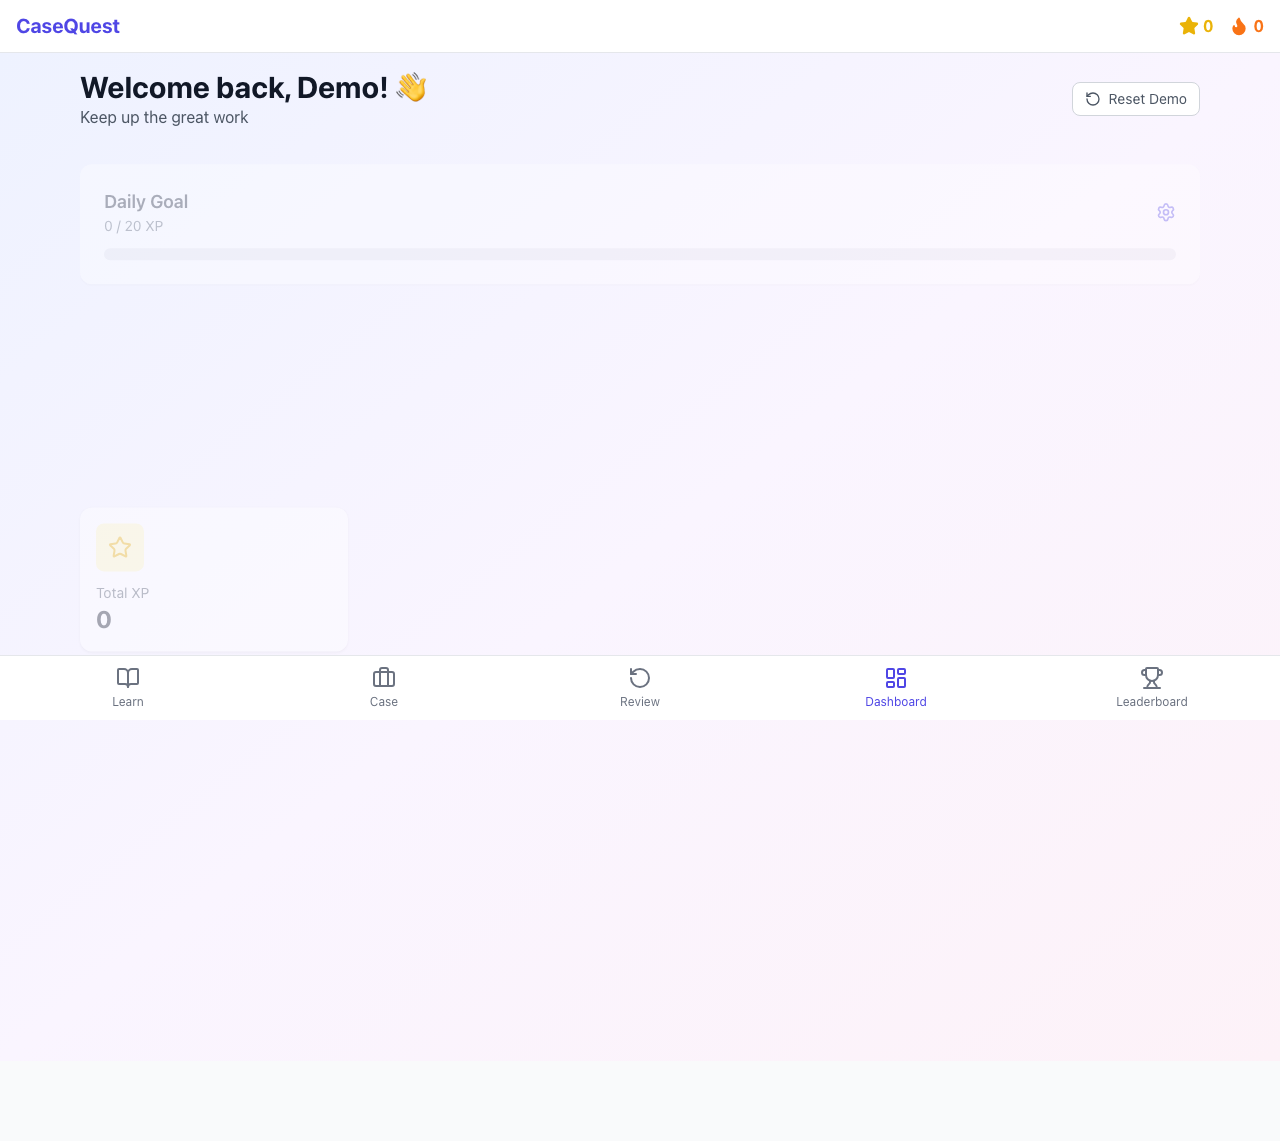 CaseQuest
0
0
Welcome back, Demo! 👋
Keep up the great work
Reset Demo
Daily Goal
0 / 20 XP
Total XP
0
Learn
Case
Review
Dashboard
Leaderboard